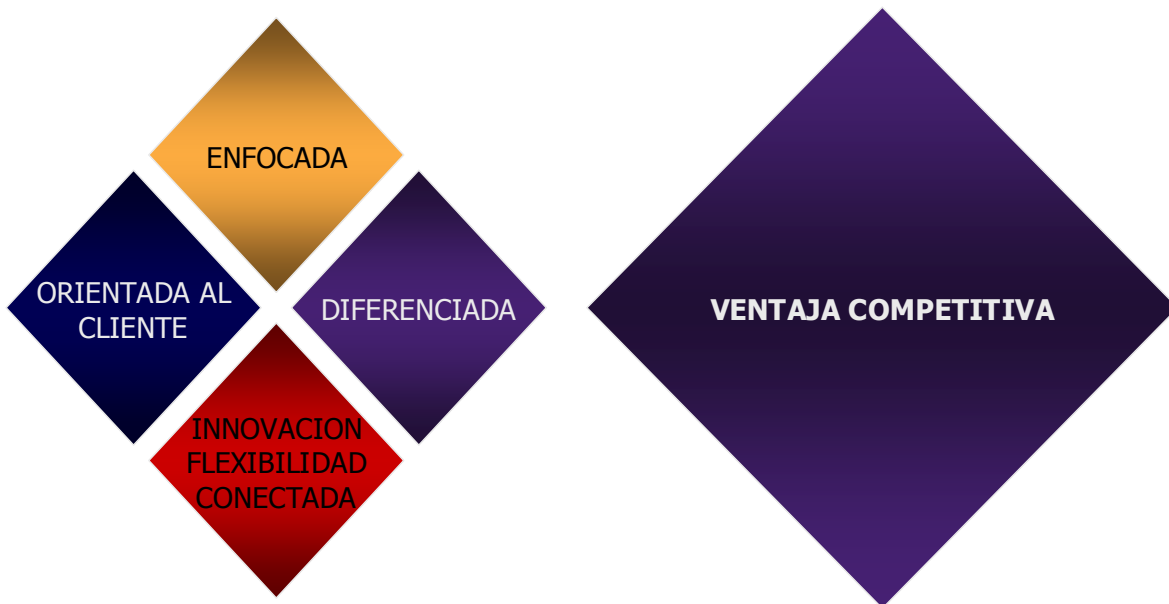 ENFOCADA
ORIENTADA AL
CLIENTE
DIFERENCIADA
INNOVACION
FLEXIBILIDAD
CONECTADA
VENTAJA COMPETITIVA